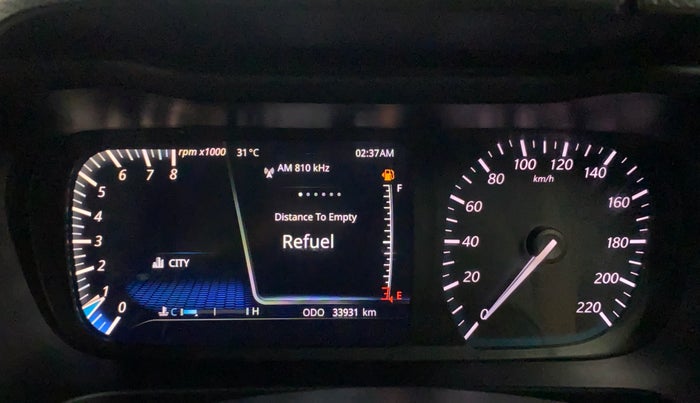 rpm x1000 31°C 02:37AM
AM 810 kHz
Distance To Empty
Refuel
CITY
C H ODO 33931 km
F
E
0 1 2 3 4 5 6 7 8
km/h
0 20 40 60 80 100 120 140 160 180 200 220